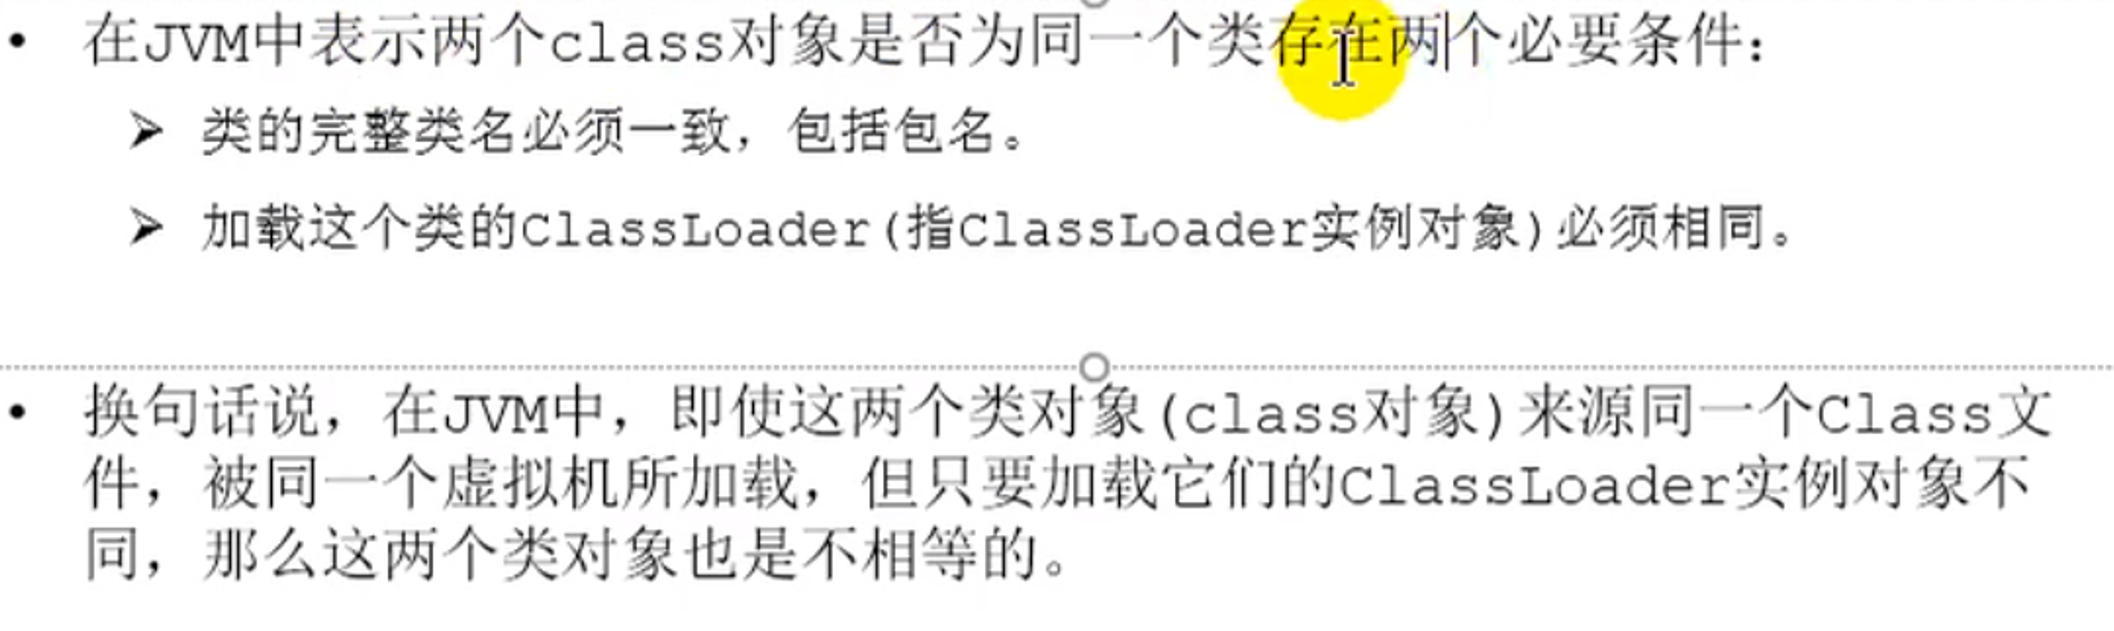 • 在JVM中表示两个class对象是否为同一个类存在两个必要条件：
➢ 类的完整类名必须一致，包括包名。
➢ 加载这个类的ClassLoader(指ClassLoader实例对象)必须相同。
• 换句话说，在JVM中，即使这两个类对象(class对象)来源同一个Class文
件，被同一个虚拟机所加载，但只要加载它们的ClassLoader实例对象不
同，那么这两个类对象也是不相等的。